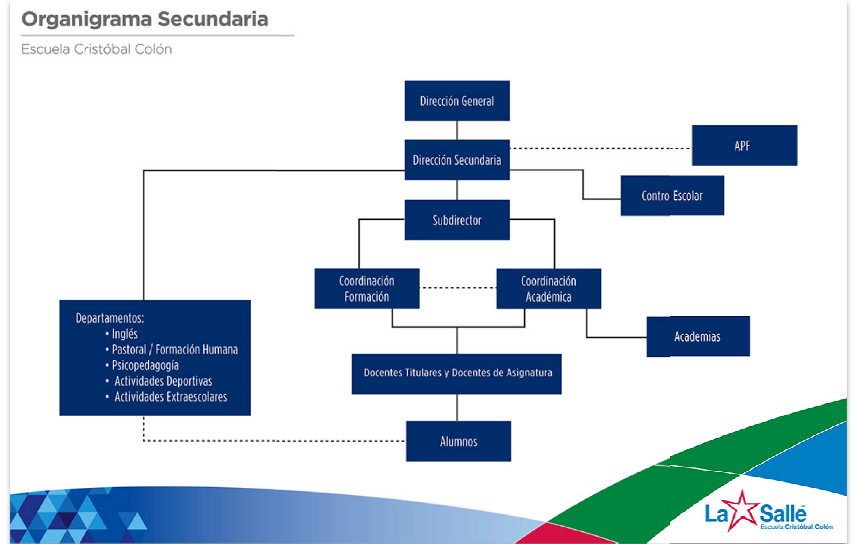 Organigrama Secundaria
Escuela Cristóbal Colón
Dirección General
APF
Dirección Secundaria
Contro Escolar
Subdirector
Coordinación
Formación
Coordinación
Académica
Departamentos:
• Inglés
• Pastoral / Formación Humana
• Psicopedagogía
• Actividades Deportivas
• Actividades Extraescolares
Academias
Docentes Titulares y Docentes de Asignatura
Alumnos
La Salle
Escuela Cristóbal Colón